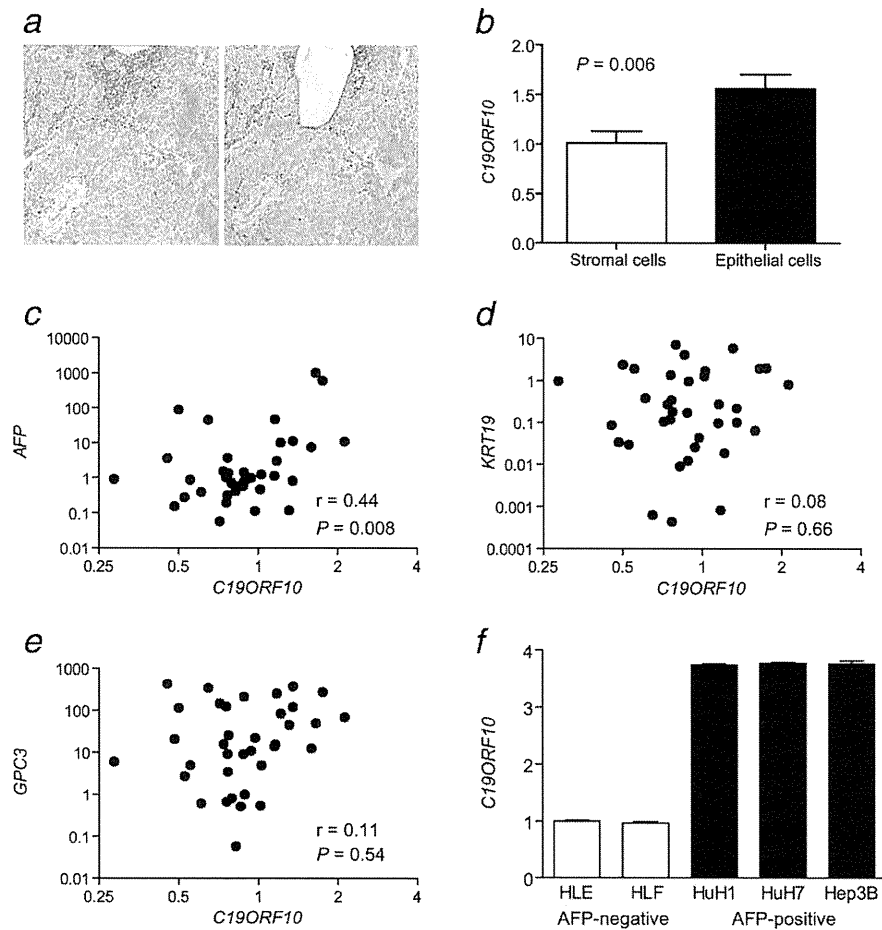 a
b
2.0
1.5
1.0
0.5
0.0
C19ORF10
P = 0.006
Stromal cells
Epithelial cells
c
10000
1000
100
10
1
0.1
0.01
AFP
r = 0.44
P = 0.008
0.25
0.5
1
2
4
C19ORF10
d
10
1
0.1
0.01
0.001
0.0001
KRT19
r = 0.08
P = 0.66
0.25
0.5
1
2
4
C19ORF10
e
1000
100
10
1
0.1
0.01
GPC3
r = 0.11
P = 0.54
0.25
0.5
1
2
4
C19ORF10
f
4
3
2
1
0
C19ORF10
HLE
HLF
HuH1
HuH7
Hep3B
AFP-negative
AFP-positive